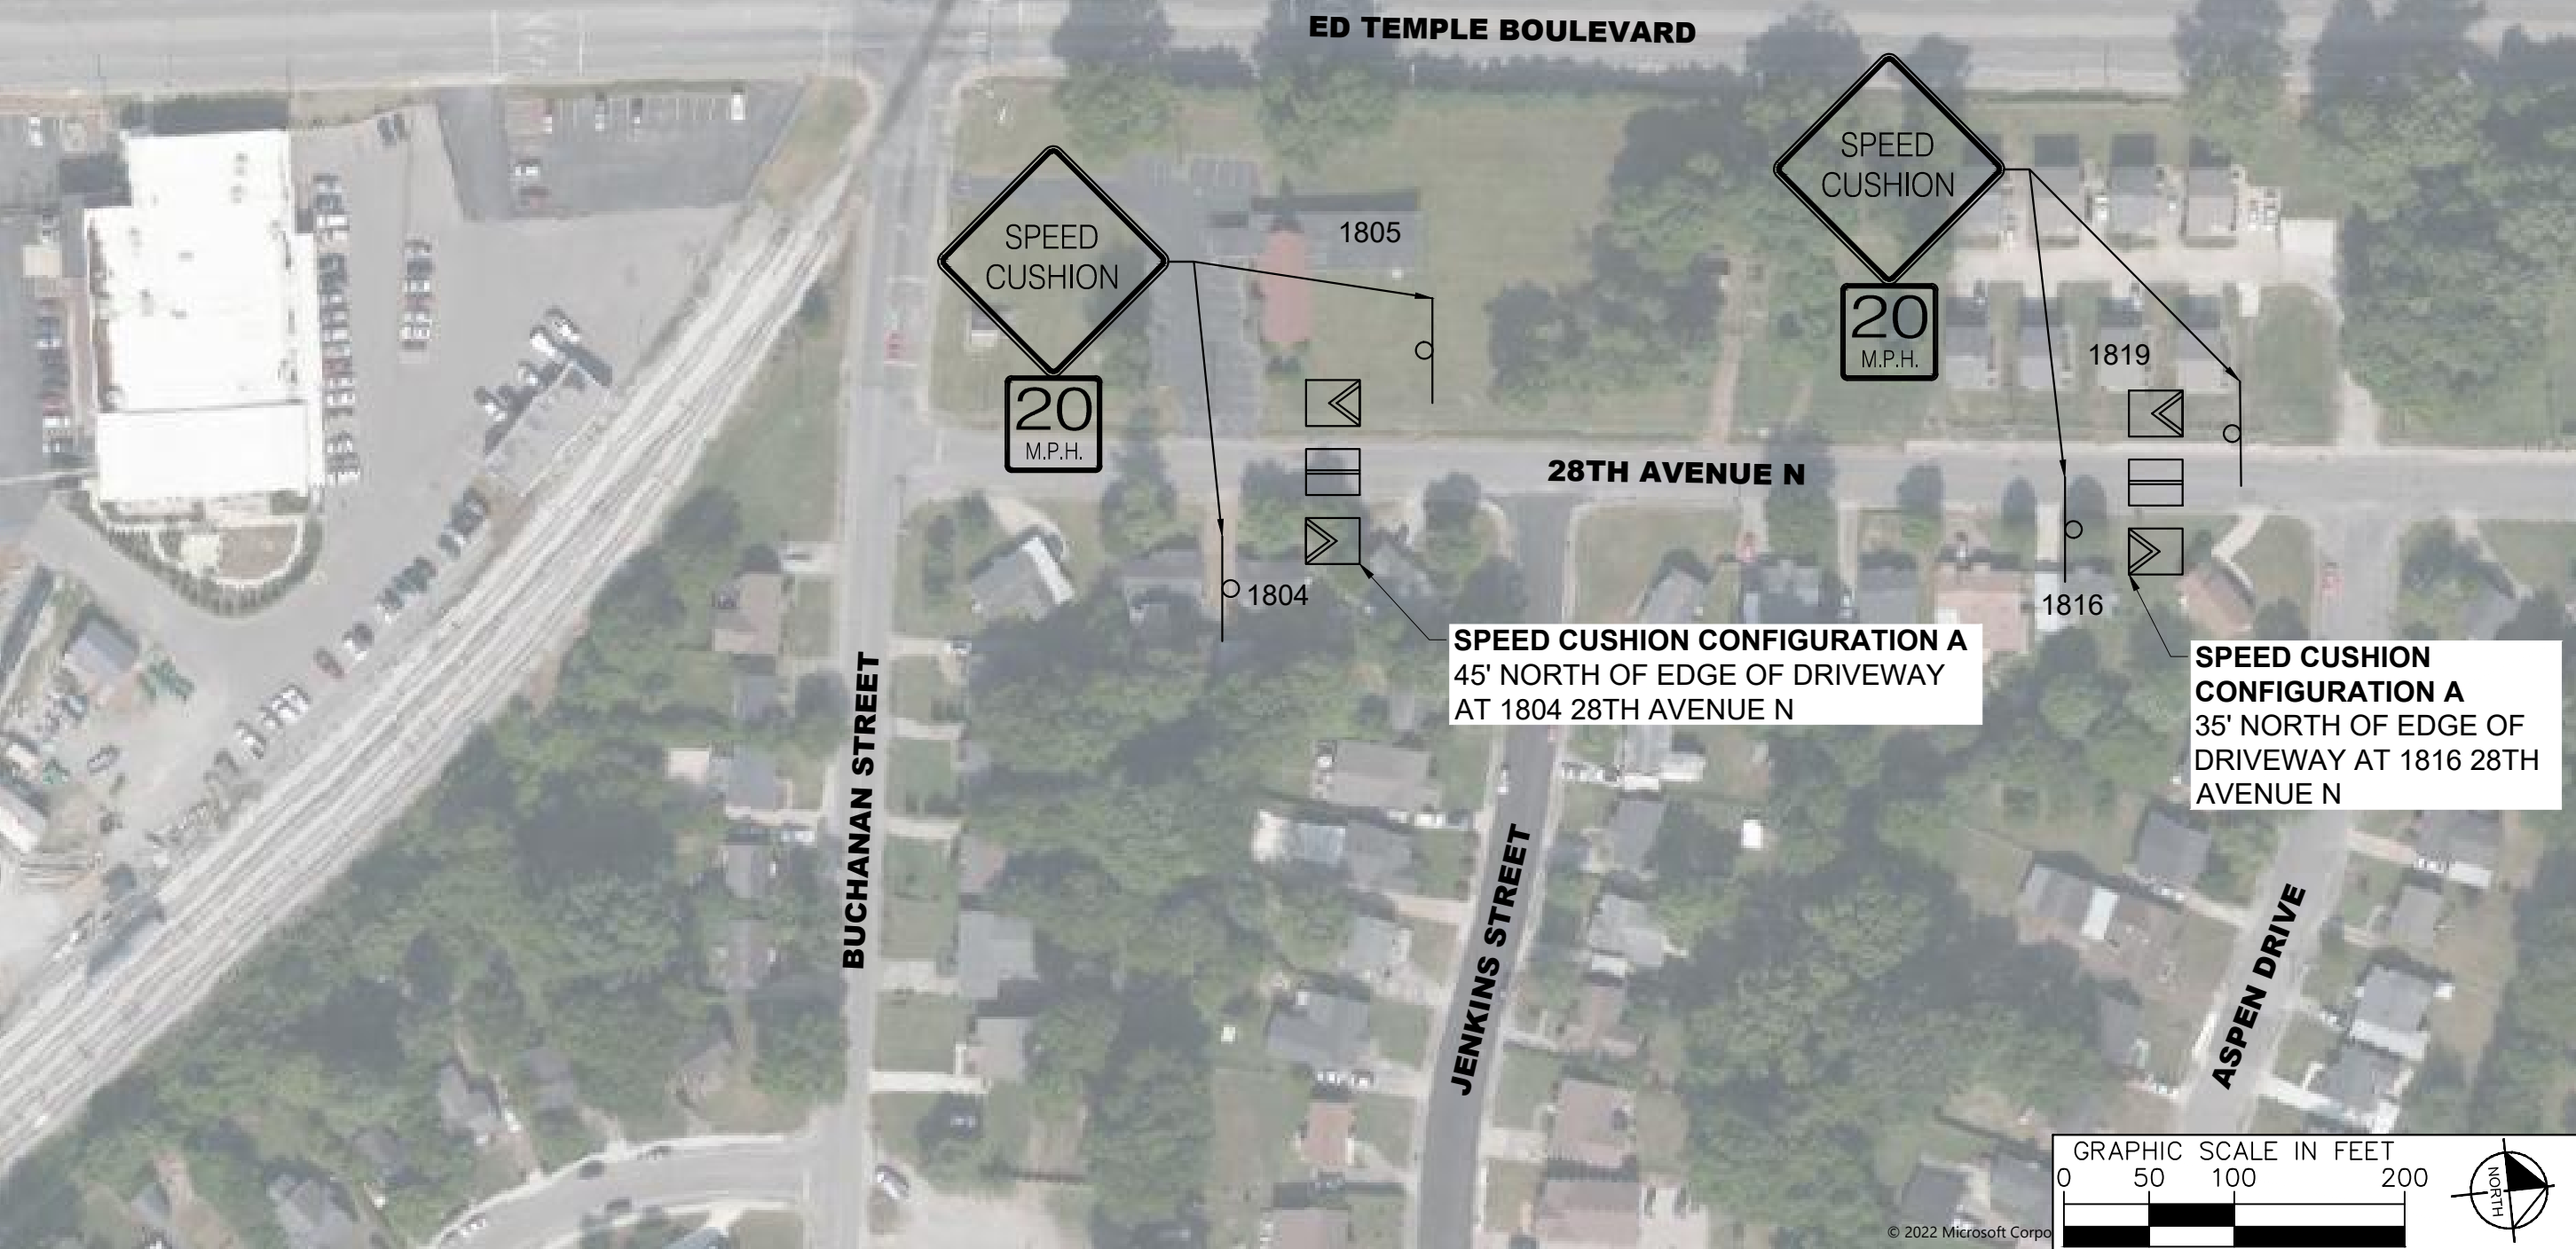 ED TEMPLE BOULEVARD
SPEED
CUSHION
20
M.P.H.
1805
SPEED
CUSHION
20
M.P.H.
1819
28TH AVENUE N
1804
1816
SPEED CUSHION CONFIGURATION A
45' NORTH OF EDGE OF DRIVEWAY
AT 1804 28TH AVENUE N
SPEED CUSHION
CONFIGURATION A
35' NORTH OF EDGE OF
DRIVEWAY AT 1816 28TH
AVENUE N
BUCHANAN STREET
JENKINS STREET
ASPEN DRIVE
GRAPHIC SCALE IN FEET
0 50 100 200
NORTH
© 2022 Microsoft Corpo